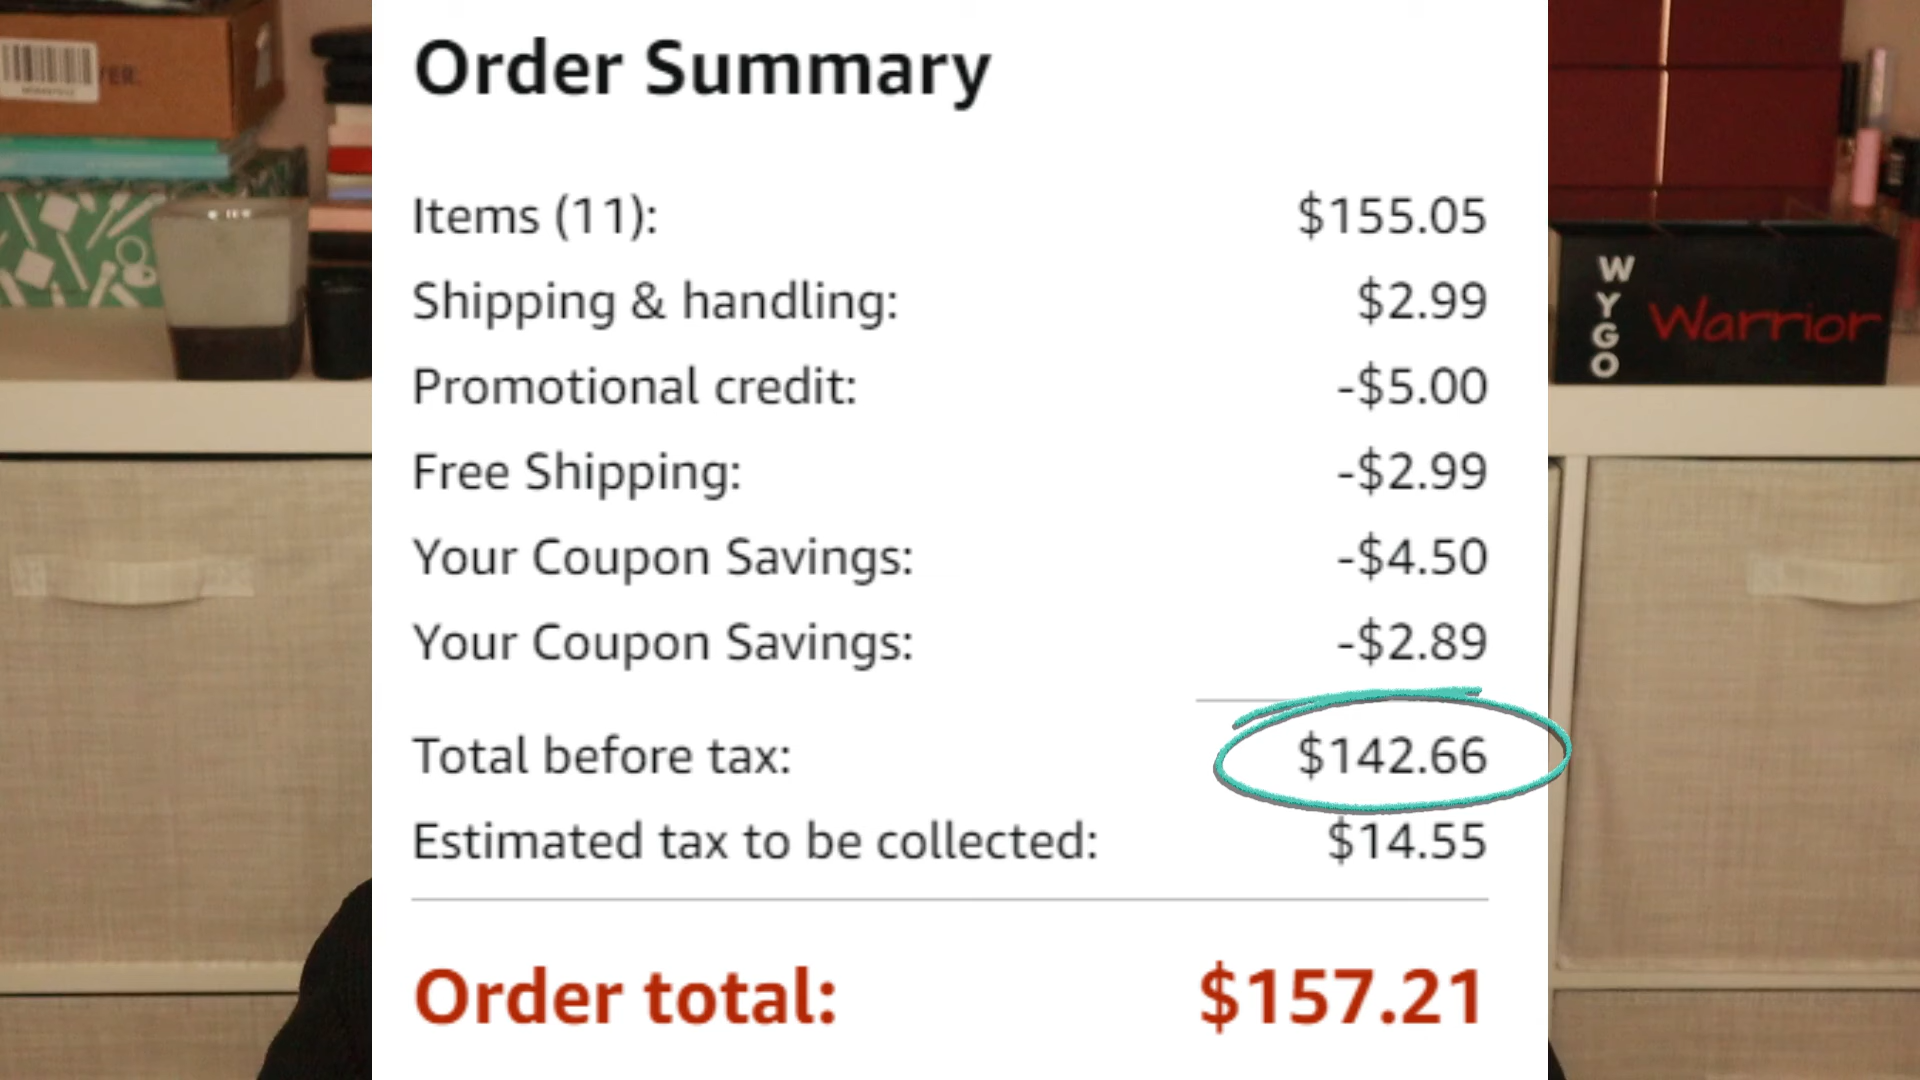 Order Summary
Items (11): $155.05
Shipping & handling: $2.99
Promotional credit: -$5.00
Free Shipping: -$2.99
Your Coupon Savings: -$4.50
Your Coupon Savings: -$2.89
Total before tax: $142.66
Estimated tax to be collected: $14.55
Order total: $157.21
YER.
WYGO
Warrior